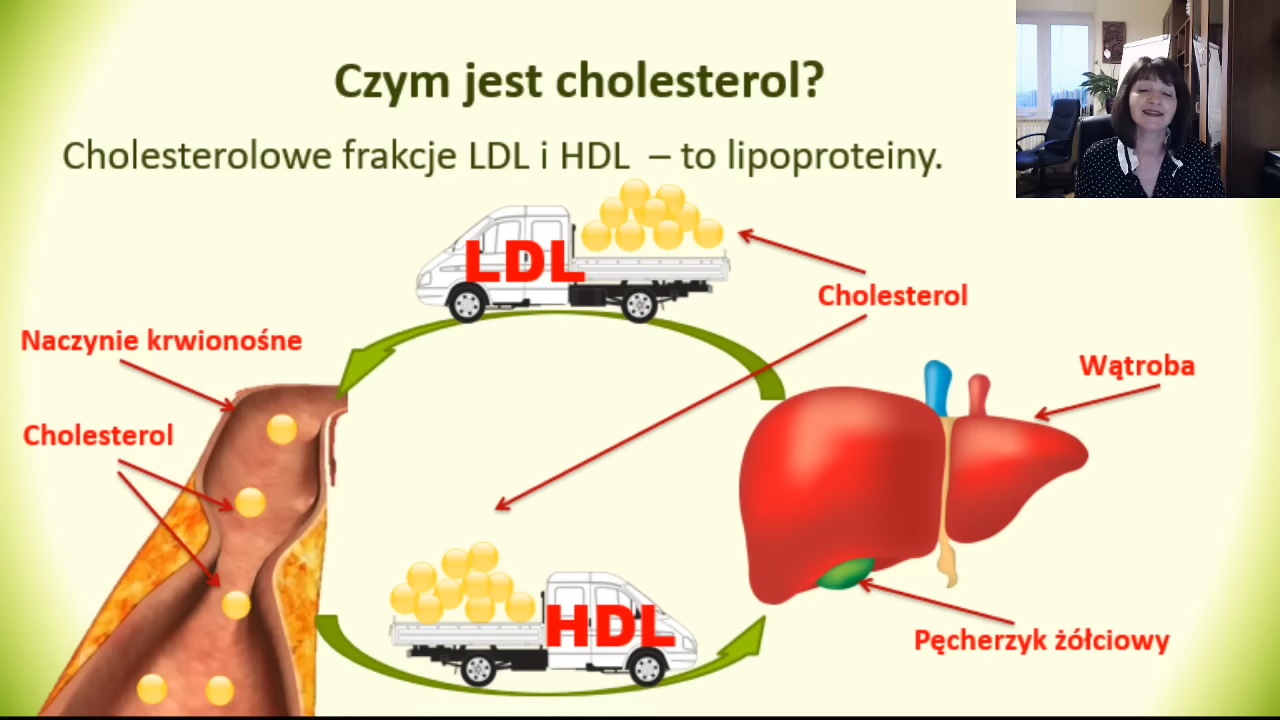 Czym jest cholesterol?
Cholesterolowe frakcje LDL i HDL – to lipoproteiny.
LDL
Cholesterol
Naczynie krwionośne
Wątroba
Cholesterol
HDL
Pęcherzyk żółciowy